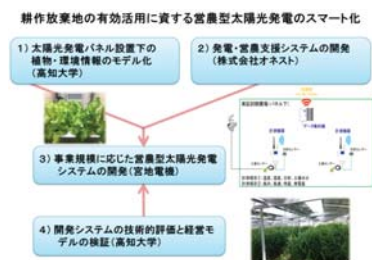 耕作放棄地の有効活用に資する営農型太陽光発電のスマート化
1）太陽光発電パネル設置下の
植物・環境情報のモデル化
（高知大学）
2）発電・営農支援システムの開発
（株式会社オネスト）
3）事業規模に応じた営農型太陽光発電
システムの開発（宮地電機）
4）開発システムの技術的評価と経営モ
デルの検証（高知大学）